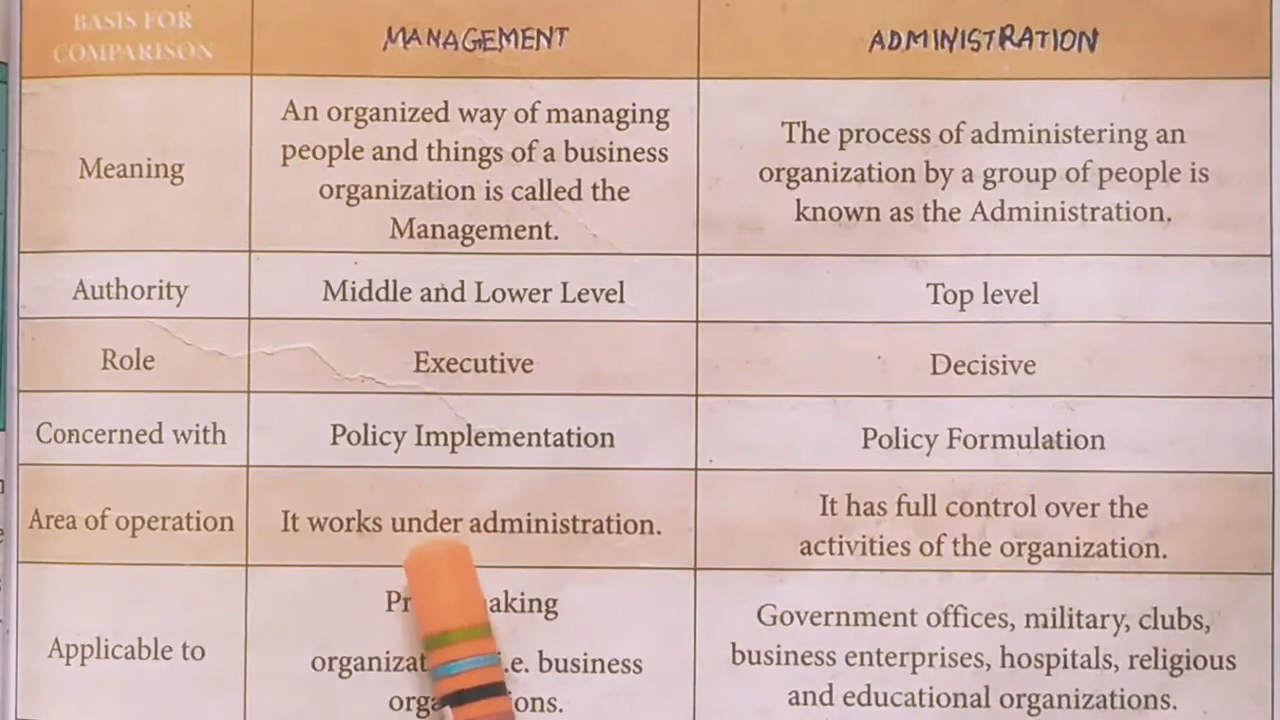 BASIS FOR
COMPARISON
MANAGEMENT
ADMINISTRATION
Meaning
An organized way of managing
people and things of a business
organization is called the
Management.
The process of administering an
organization by a group of people is
known as the Administration.
Authority
Middle and Lower Level
Top level
Role
Executive
Decisive
Concerned with
Policy Implementation
Policy Formulation
Area of operation
It works under administration.
It has full control over the
activities of the organization.
Applicable to
business
Government offices, military, clubs,
business enterprises, hospitals, religious
and educational organizations.